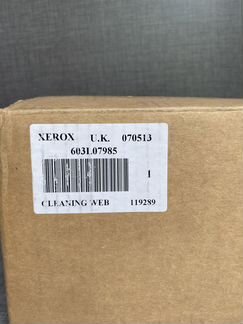 XEROX U.K. 070513
603L07985
1
CLEANING WEB 119289